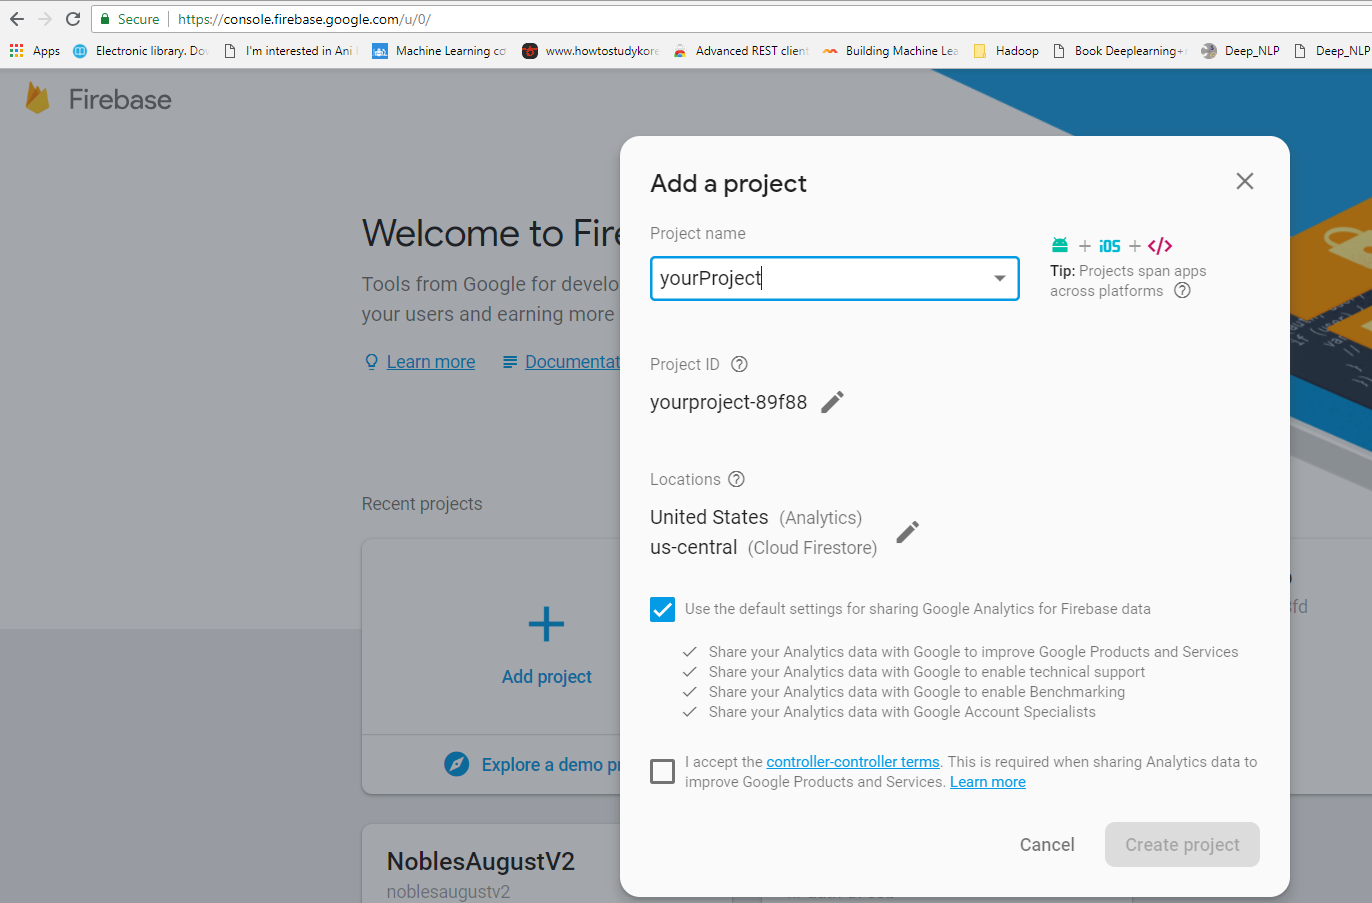 Secure https://console.firebase.google.com/u/0/
Apps Electronic library. I'm interested in Ani Machine Learning www.howtostudykore Advanced REST client Building Machine Lea Hadoop Book Deeplearning+ Deep_NLP Deep_NLP
Firebase
Add a project
Project name
yourProject
+ iOS + </>
Tip: Projects span apps
across platforms
Welcome to Fire
Tools from Google for develo
your users and earning more
Learn more Documentat
Project ID
yourproject-89f88
Locations
United States (Analytics)
us-central (Cloud Firestore)
Recent projects
Add project
Explore a demo pr
Use the default settings for sharing Google Analytics for Firebase data
Share your Analytics data with Google to improve Google Products and Services
Share your Analytics data with Google to enable technical support
Share your Analytics data with Google to enable Benchmarking
Share your Analytics data with Google Account Specialists
I accept the controller-controller terms. This is required when sharing Analytics data to
improve Google Products and Services. Learn more
Cancel Create project
NoblesAugustV2
noblesaugustv2